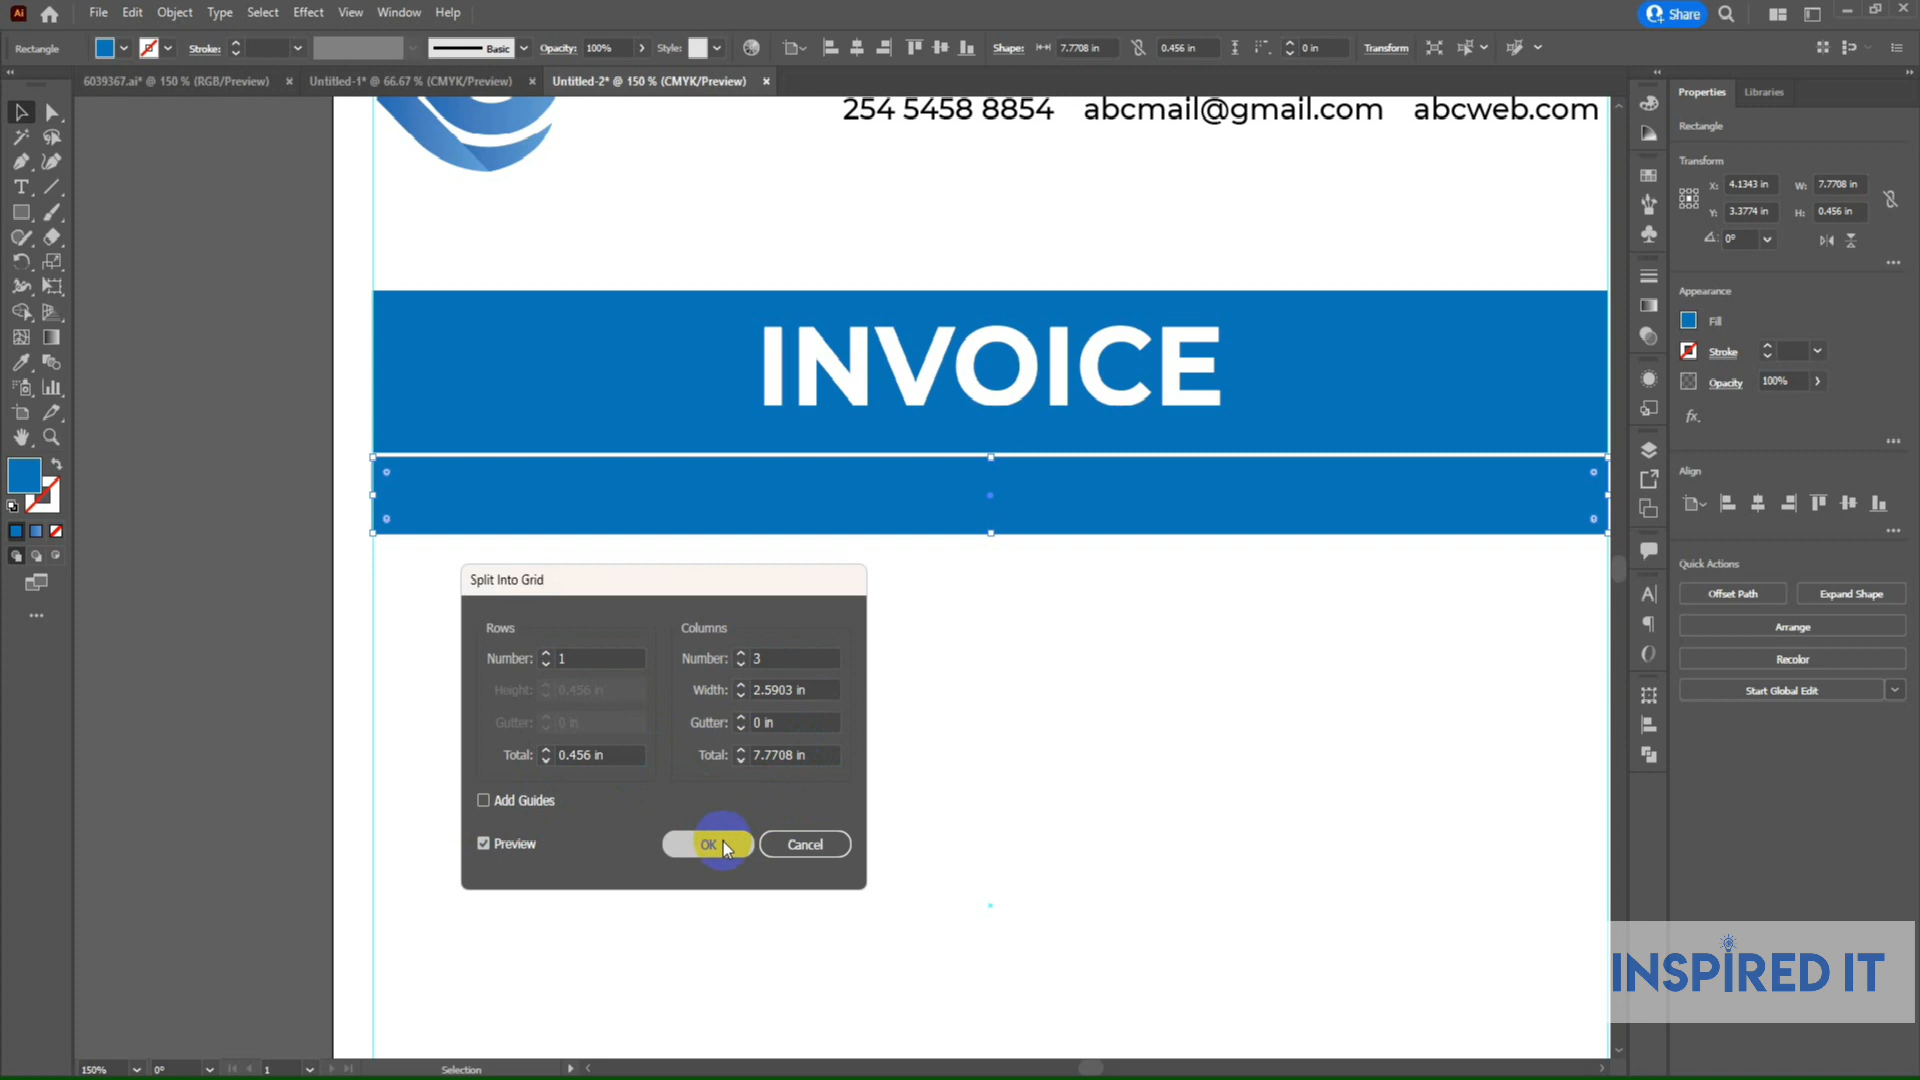 Ai File Edit Object Type Select Effect View Window Help Share
Rectangle Stroke: Basic Opacity: 100% Style: Shape: 7.7708 in 0.456 in 0 in Transform
6039367.ai* @ 150 % (RGB/Preview) Untitled-1* @ 66.67 % (CMYK/Preview) Untitled-2* @ 150 % (CMYK/Preview)
Properties Libraries
Rectangle
Transform
X: 4.1343 in W: 7.7708 in
Y: 3.3774 in H: 0.456 in
0°
Appearance
Fill
Stroke
Opacity 100%
fx.
Align
Quick Actions
Offset Path Expand Shape
Arrange
Recolor
Start Global Edit
254 5458 8854 abcmail@gmail.com abcweb.com
INVOICE
Split Into Grid
Rows Columns
Number: 1 Number: 3
Height: 0.456 in Width: 2.5903 in
Gutter: 0 in Gutter: 0 in
Total: 0.456 in Total: 7.7708 in
Add Guides
Preview OK Cancel
INSPIRED IT
150% 0° 1 Selection